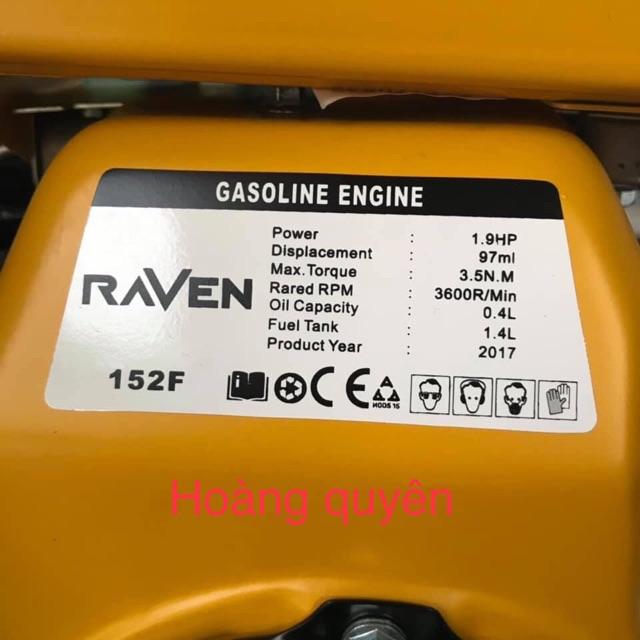 GASOLINE ENGINE
RAVEN
152F
Power : 1.9HP
Displacement : 97ml
Max.Torque : 3.5N.M
Rared RPM : 3600R/Min
Oil Capacity : 0.4L
Fuel Tank : 1.4L
Product Year : 2017
CE
Hoàng quyên